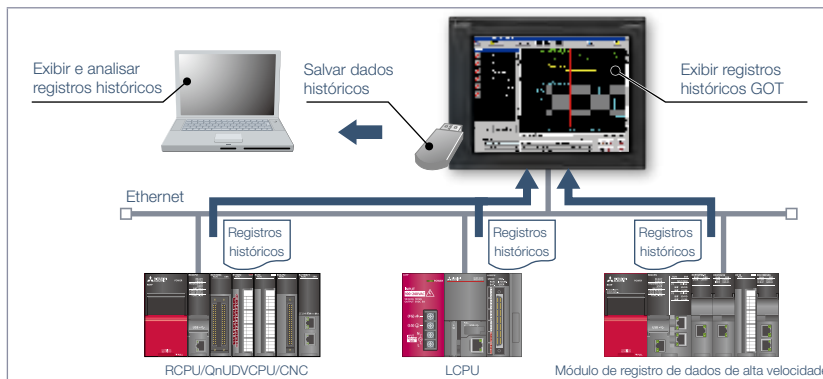 Exibir e analisar
registros históricos
Salvar dados
históricos
Exibir registros
históricos GOT
Ethernet
Registros
históricos
Registros
históricos
Registros
históricos
RCPU/QnUDVCPU/CNC
LCPU
Módulo de registro de dados de alta velocidade